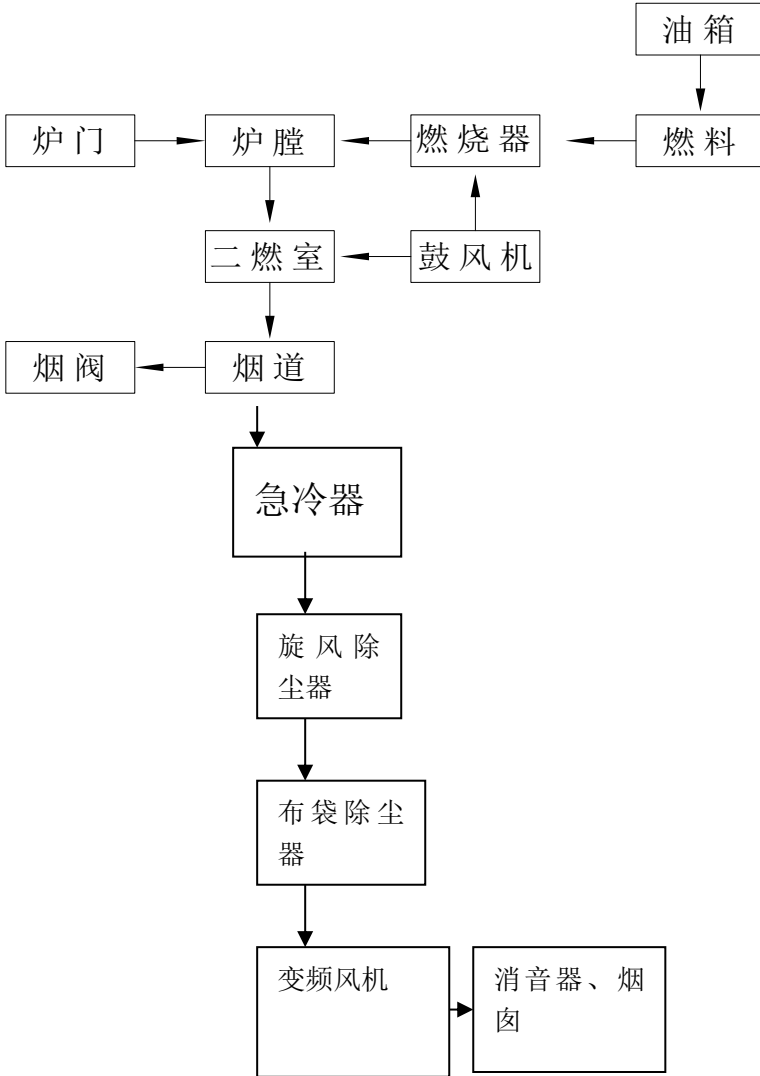 油箱
炉门
炉膛
燃烧器
燃料
二燃室
鼓风机
烟阀
烟道
急冷器
旋风除
尘器
布袋除尘
器
变频风机
消音器、烟
囱